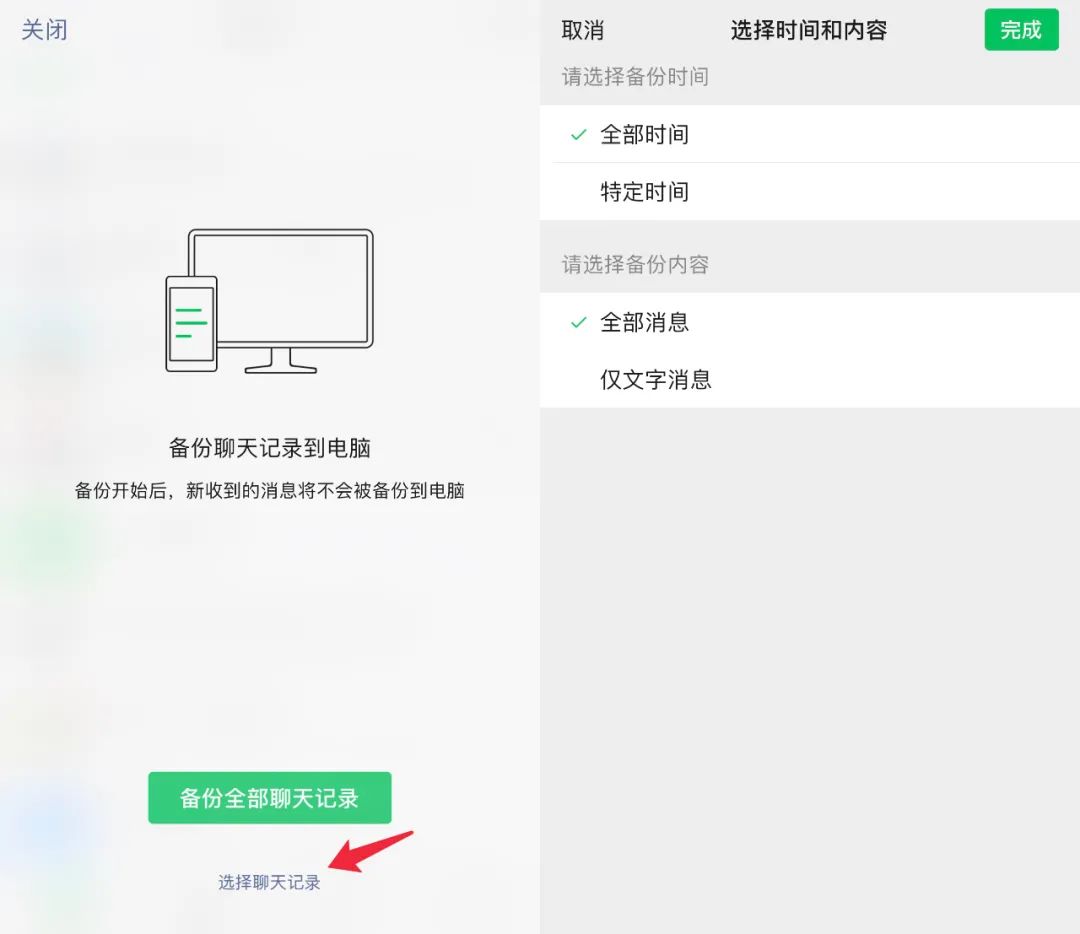 关闭
备份聊天记录到电脑
备份开始后，新收到的消息将不会被备份到电脑
备份全部聊天记录
选择聊天记录
取消
选择时间和内容
完成
请选择备份时间
全部时间
特定时间
请选择备份内容
全部消息
仅文字消息